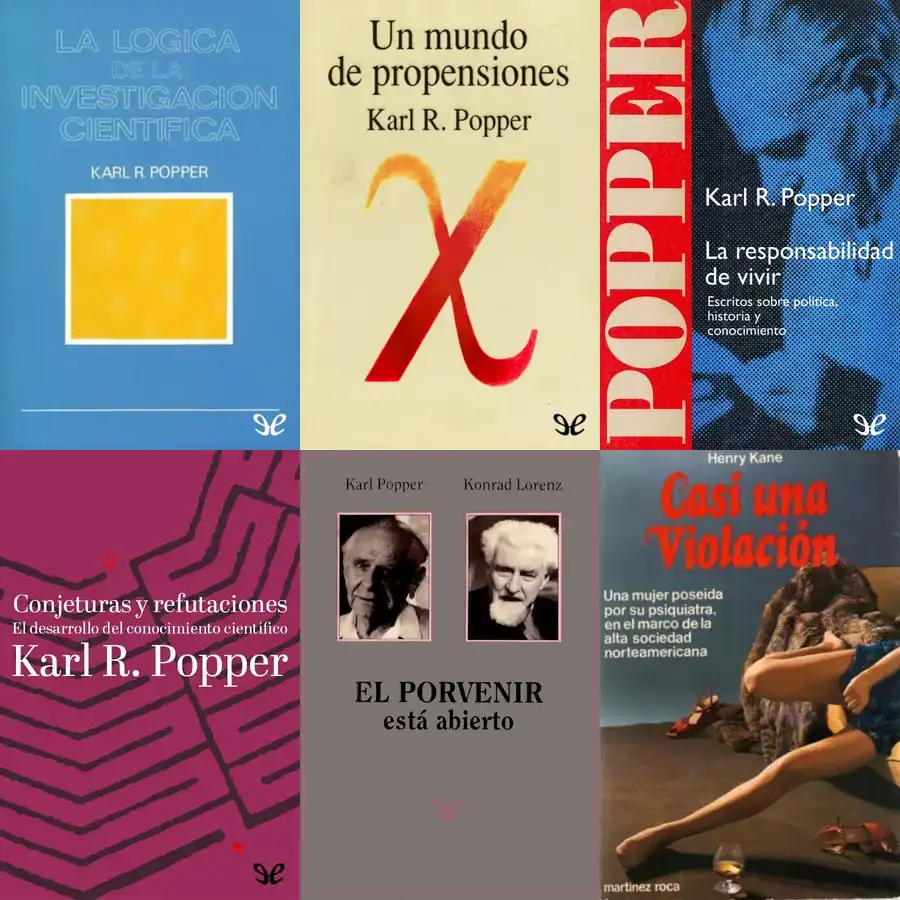 LA LOGICA
DE LA
INVESTIGACION
CIENTIFICA
KARL R. POPPER
Un mundo
de propensiones
Karl R. Popper
χ
POPPER
Karl R. Popper
La responsabilidad
de vivir
Escritos sobre política,
historia y
conocimiento
Conjeturas y refutaciones
El desarrollo del conocimiento científico
Karl R. Popper
Karl Popper
Konrad Lorenz
EL PORVENIR
está abierto
Henry Kane
Casi una
Violación
Una mujer poseida
por su psiquiatra,
en el marco de la
alta sociedad
norteamericana
martinez roca